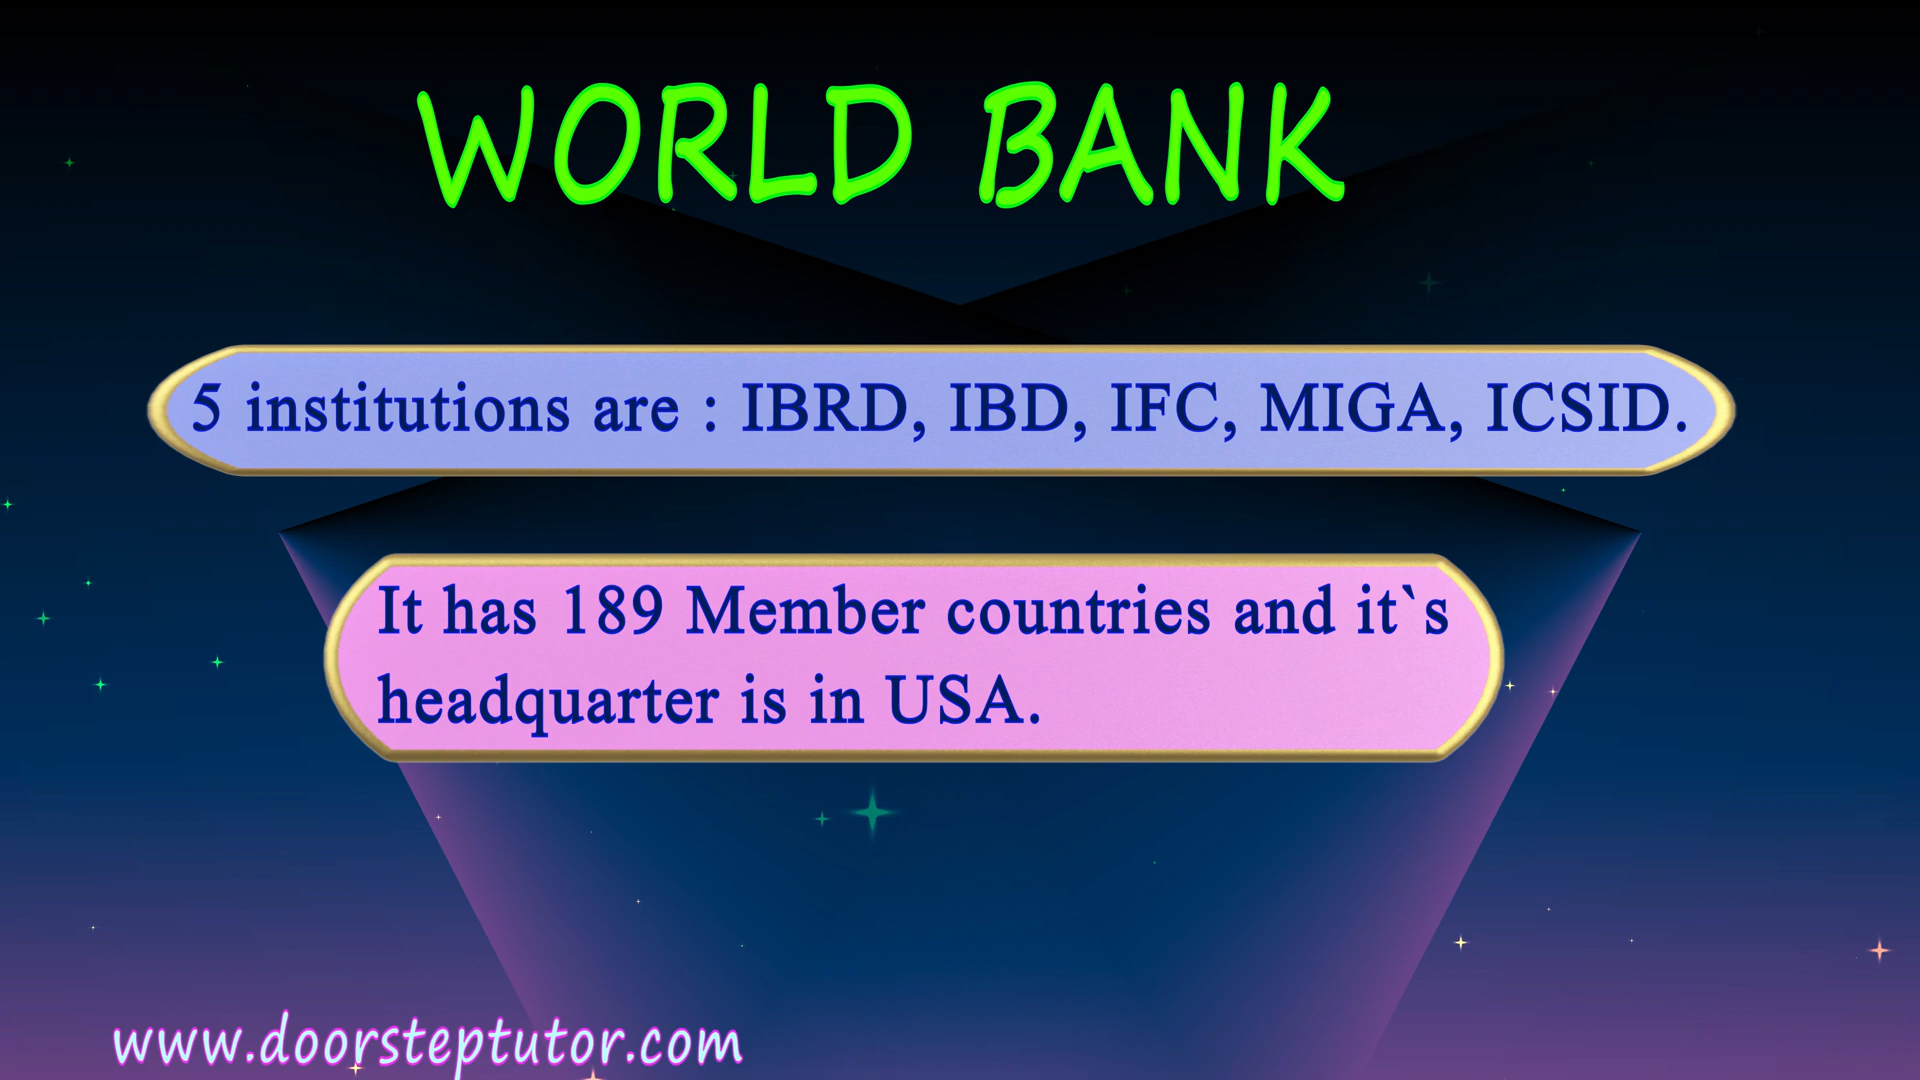 WORLD BANK
5 institutions are : IBRD, IBD, IFC, MIGA, ICSID.
It has 189 Member countries and it`s
headquarter is in USA.
www.doorsteptutor.com